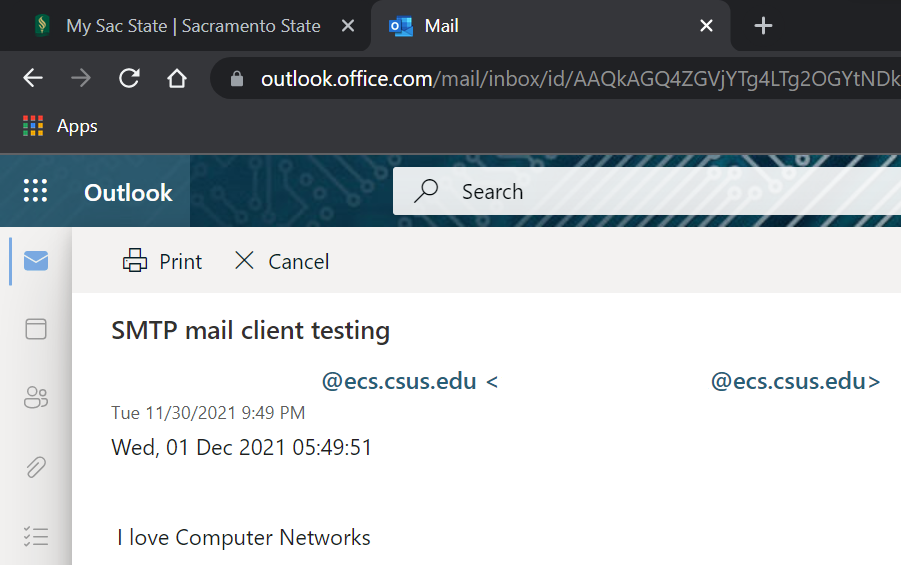 My Sac State | Sacramento State
Mail
outlook.office.com/mail/inbox/id/AAQkAGQ4ZGVjYTg4LTg2OGYtNDk
Apps
Outlook
Search
Print Cancel
SMTP mail client testing
@ecs.csus.edu < @ecs.csus.edu>
Tue 11/30/2021 9:49 PM
Wed, 01 Dec 2021 05:49:51
I love Computer Networks